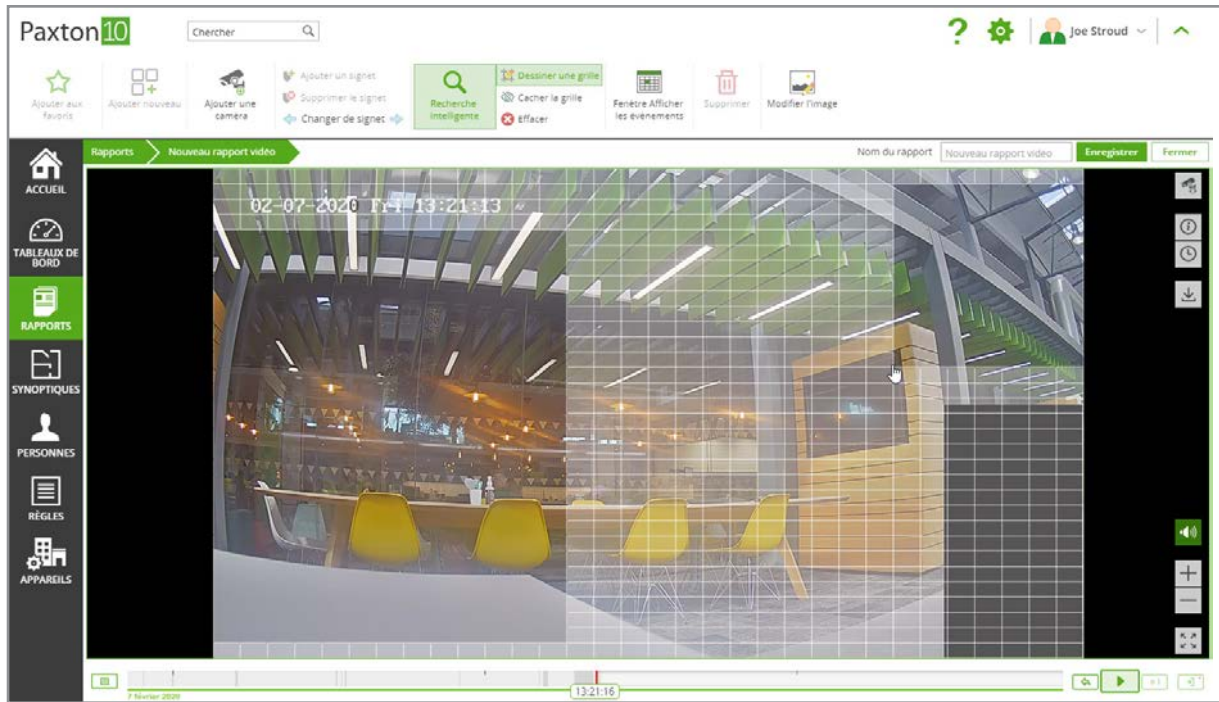 Paxton10
Chercher
Joe Stroud
Ajouter aux favoris
Ajouter nouveau
Ajouter une camera
Ajouter un signet
Supprimer le signet
Changer de signet
Recherche intelligente
Dessiner une grille
Cacher la grille
Effacer
Fenètre Afficher les évenements
Supprimer
Modifier l'image
Rapports
Nouveau rapport vidéo
Nom du rapport
Nouveau rapport vidéo
Enregistrer
Fermer
ACCUEIL
TABLEAUX DE BORD
RAPPORTS
SYNOPTIQUES
PERSONNES
RÈGLES
APPAREILS
02-07-2020 Fri 13:21:13
7 février 2020
13:21:16